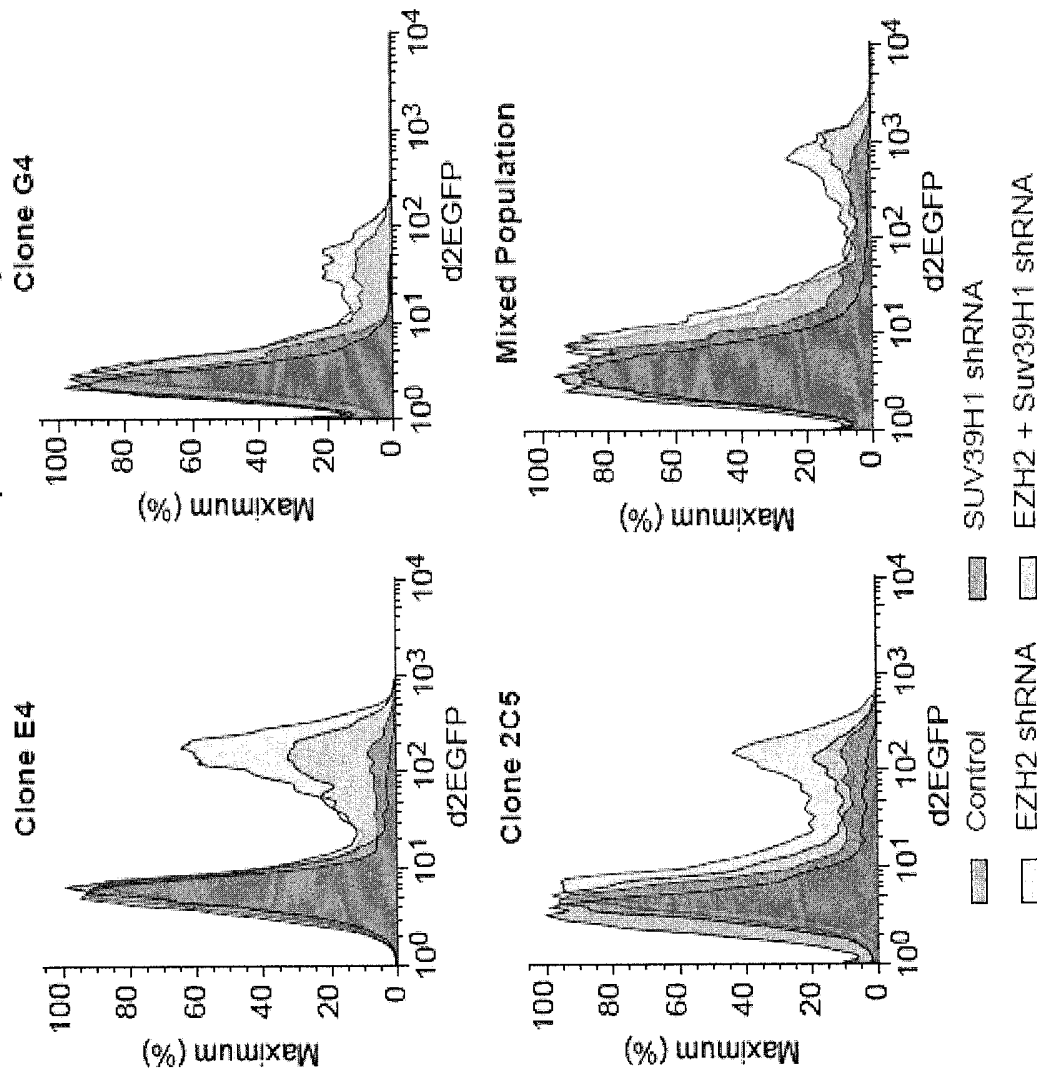 Clone E4
Maximum (%)
100
80
60
40
20
0
10⁰ 10¹ 10² 10³ 10⁴
d2EGFP
Clone G4
Maximum (%)
100
80
60
40
20
0
10⁰ 10¹ 10² 10³ 10⁴
d2EGFP
Clone 2C5
Maximum (%)
100
80
60
40
20
0
10⁰ 10¹ 10² 10³ 10⁴
d2EGFP
Mixed Population
Maximum (%)
100
80
60
40
20
0
10⁰ 10¹ 10² 10³ 10⁴
d2EGFP
Control
SUV39H1 shRNA
EZH2 shRNA
EZH2 + Suv39H1 shRNA